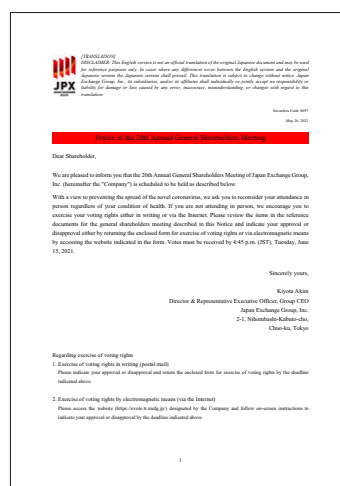 [TRANSLATION]
DISCLAIMER: This English version is not an official translation of the original Japanese document and may be used
for reference purposes only. In cases where any differences occur between the English version and the original
Japanese version the Japanese version shall prevail. This translation is subject to change without notice. Japan
Exchange Group, Inc., its subsidiaries, and/or its affiliates shall individually or jointly accept no responsibility or
liability for damage or loss caused by any error, inaccuracy, misunderstanding, or changes with regard to this
translation.
JPX
Securities Code 8697
May 26, 2021
Notice of the 20th Annual General Shareholders Meeting
Dear Shareholder,
We are pleased to inform you that the 20th Annual General Shareholders Meeting of Japan Exchange Group,
Inc. (hereinafter the "Company") is scheduled to be held as described below.
With a view to preventing the spread of the novel coronavirus, we ask you to reconsider your attendance in
person regardless of your condition of health. If you are not attending in person, we encourage you to
exercise your voting rights either in writing or via the Internet. Please review the items in the reference
documents for the general shareholders meeting described in this Notice and indicate your approval or
disapproval either by returning the enclosed form for exercise of voting rights or via electromagnetic means
by accessing the website indicated in the form. Votes must be received by 4:45 p.m. (JST), Tuesday, June
15, 2021.
Sincerely yours,
Kiyota Akira
Director & Representative Executive Officer, Group CEO
Japan Exchange Group, Inc.
2-1, Nihombashi-Kabuto-cho,
Chuo-ku, Tokyo
Regarding exercise of voting rights
1. Exercise of voting rights in writing (postal mail)
Please indicate your approval or disapproval and return the enclosed form for exercise of voting rights by the deadline
indicated above.
2. Exercise of voting rights by electromagnetic means (via the Internet)
Please access the website (https://evote.tr.mufg.jp/) designated by the Company and follow on-screen instructions to
indicate your approval or disapproval by the deadline indicated above.
1